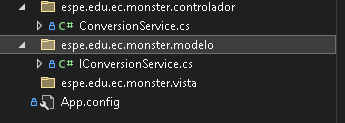 espe.edu.ec.monster.controlador
C# ConversionService.cs
espe.edu.ec.monster.modelo
C# IConversionService.cs
espe.edu.ec.monster.vista
App.config